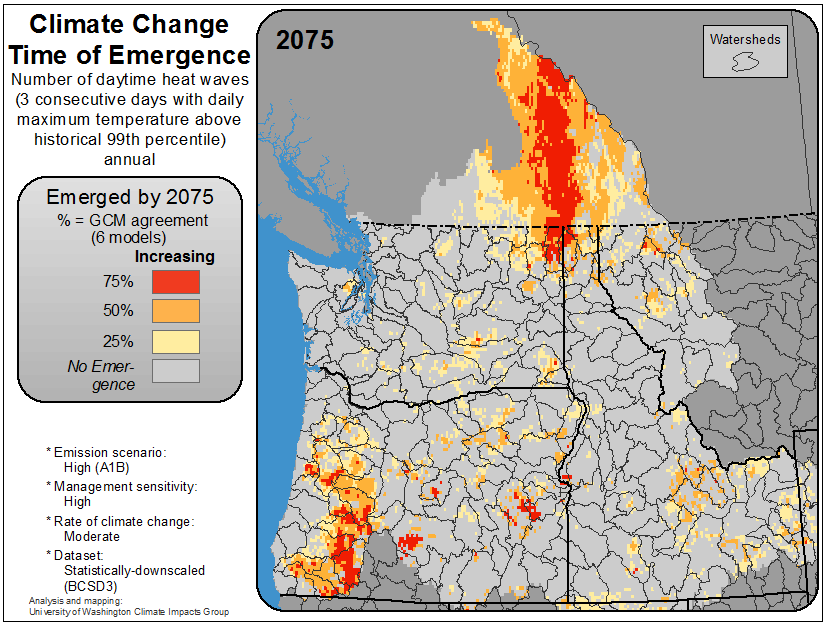 Climate Change
Time of Emergence
Number of daytime heat waves
(3 consecutive days with daily
maximum temperature above
historical 99th percentile)
annual
Emerged by 2075
% = GCM agreement
(6 models)
Increasing
75%
50%
25%
No Emer-
gence
* Emission scenario:
High (A1B)
* Management sensitivity:
High
* Rate of climate change:
Moderate
* Dataset:
Statistically-downscaled
(BCSD3)
Analysis and mapping:
University of Washington Climate Impacts Group
2075
Watersheds